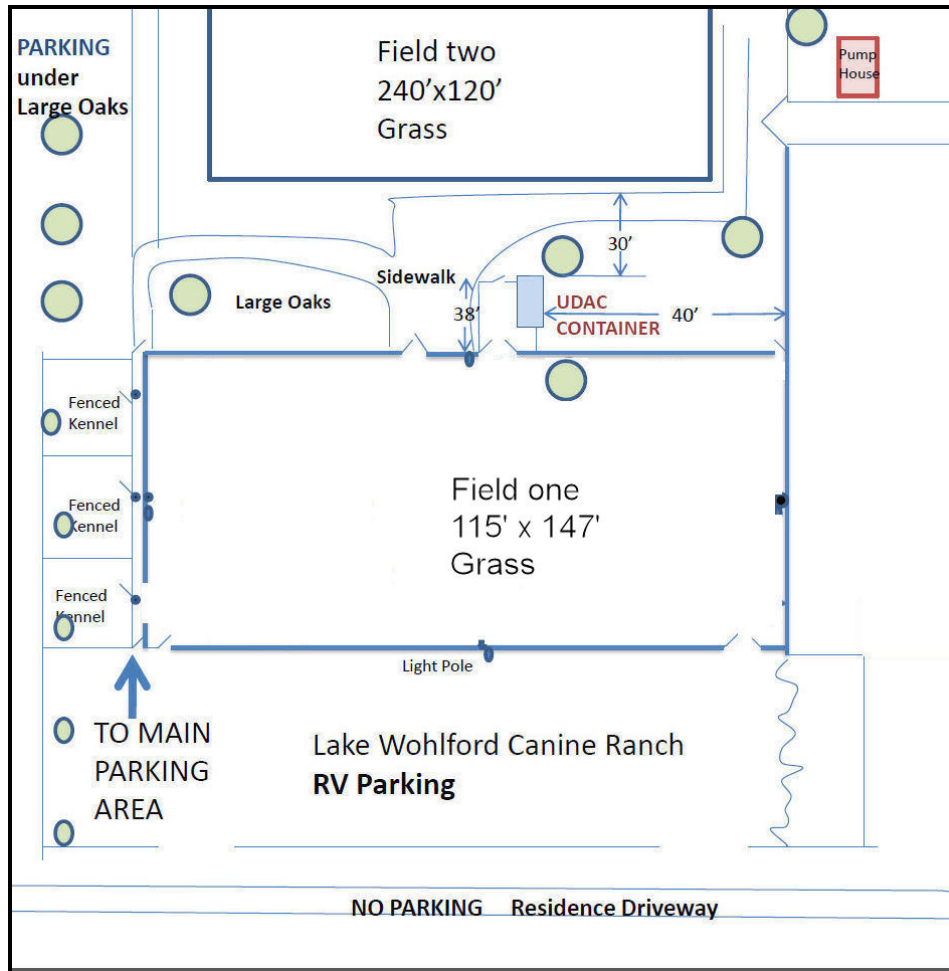 PARKING
under
Large Oaks
Field two
240’x120’
Grass
Pump
House
30’
Sidewalk
Large Oaks
38’
UDAC
CONTAINER
40’
Fenced
Kennel
Fenced
Kennel
Fenced
Kennel
Field one
115' x 147'
Grass
Light Pole
TO MAIN
PARKING
AREA
Lake Wohlford Canine Ranch
RV Parking
NO PARKING Residence Driveway